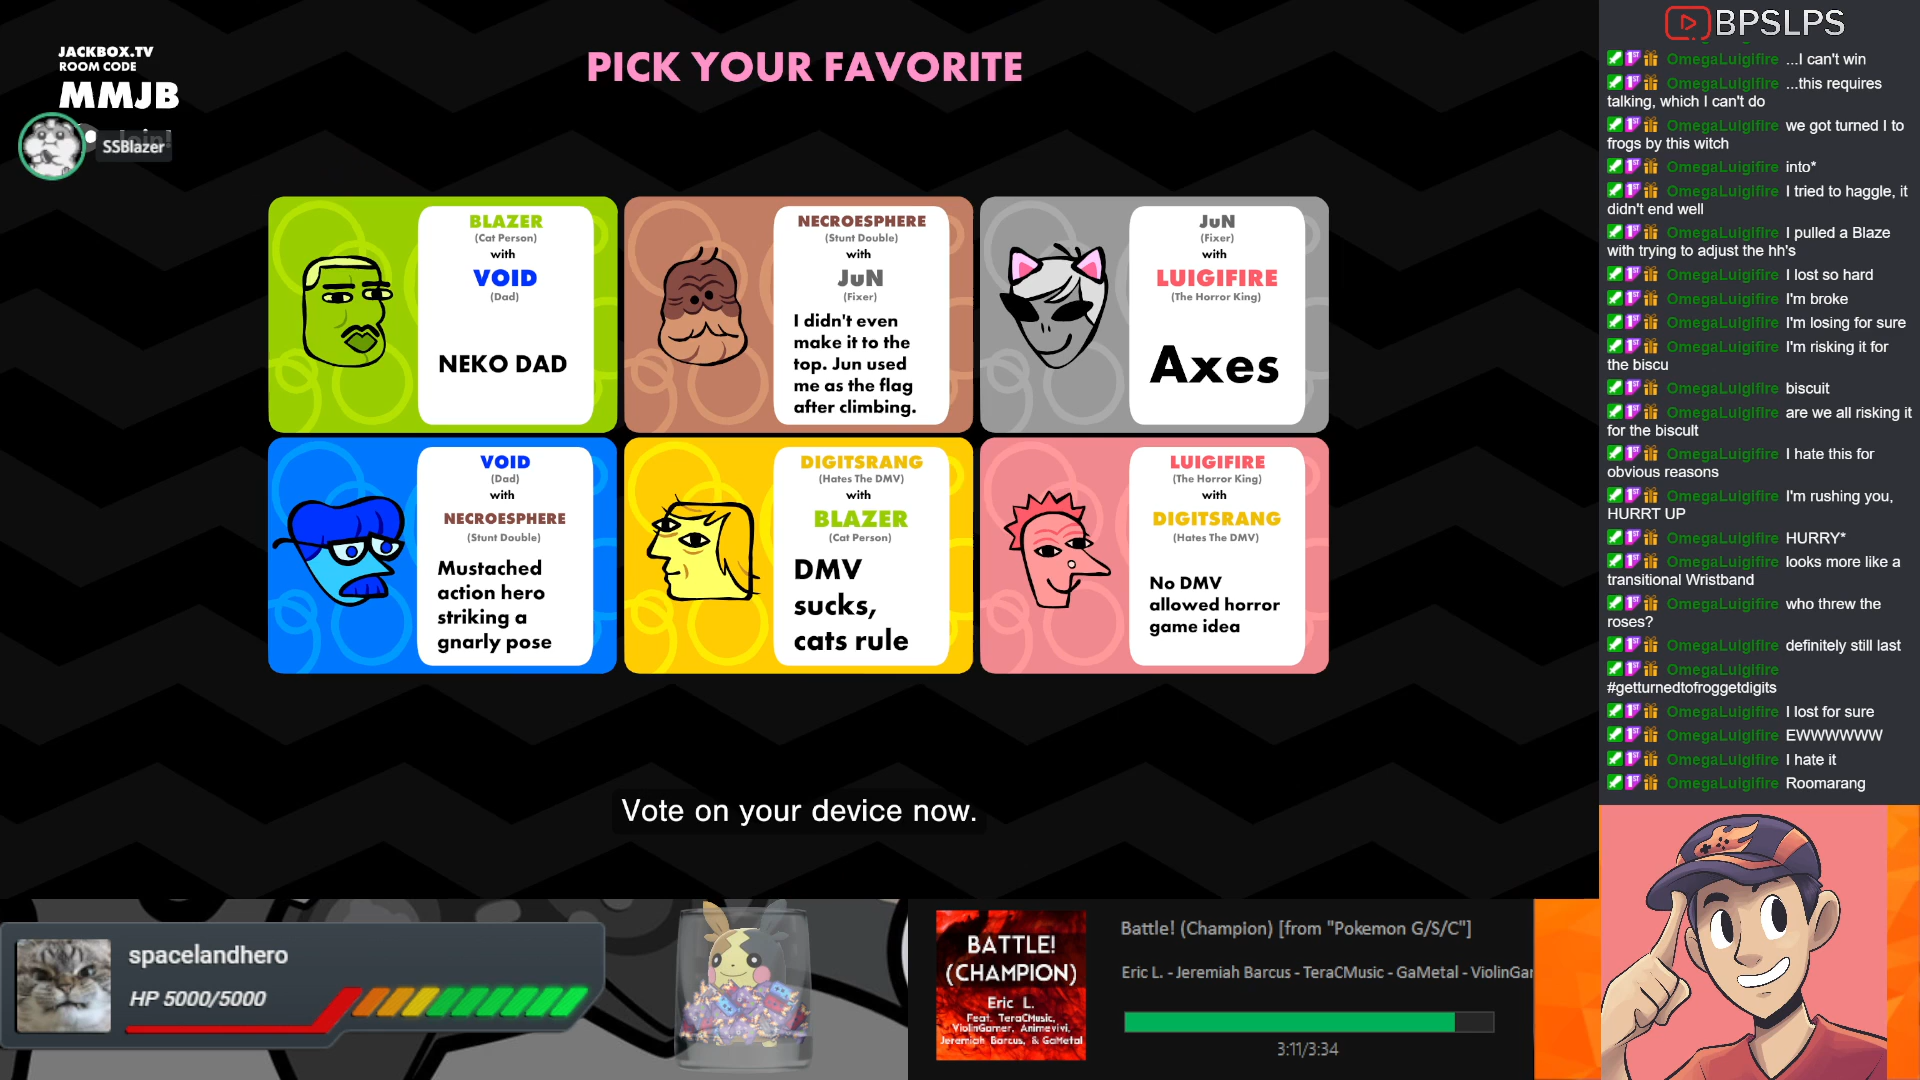 JACKBOX.TV
ROOM CODE
MMJB
SSBlazer
PICK YOUR FAVORITE
BLAZER
(Cat Person)
with
VOID
(Dad)
NEKO DAD
NECROESPHERE
(Stunt Double)
with
JuN
(Fixer)
I didn't even
make it to the
top. Jun used
me as the flag
after climbing.
JuN
(Fixer)
with
LUIGIFIRE
(The Horror King)
Axes
VOID
(Dad)
with
NECROESPHERE
(Stunt Double)
Mustached
action hero
striking a
gnarly pose
DIGITSRANG
(Hates The DMV)
with
BLAZER
(Cat Person)
DMV
sucks,
cats rule
LUIGIFIRE
(The Horror King)
with
DIGITSRANG
(Hates The DMV)
No DMV
allowed horror
game idea
Vote on your device now.
BPSLPS
OmegaLuigifire ...I can't win
OmegaLuigifire ...this requires
talking, which I can't do
OmegaLuigifire we got turned I to
frogs by this witch
OmegaLuigifire into*
OmegaLuigifire I tried to haggle, it
didn't end well
OmegaLuigifire I pulled a Blaze
with trying to adjust the hh's
OmegaLuigifire I lost so hard
OmegaLuigifire I'm broke
OmegaLuigifire I'm losing for sure
OmegaLuigifire I'm risking it for
the biscu
OmegaLuigifire biscuit
OmegaLuigifire are we all risking it
for the biscuit
OmegaLuigifire I hate this for
obvious reasons
OmegaLuigifire I'm rushing you,
HURRT UP
OmegaLuigifire HURRY*
OmegaLuigifire looks more like a
transitional Wristband
OmegaLuigifire who threw the
roses?
OmegaLuigifire definitely still last
OmegaLuigifire
#getturnedtofroggetdigits
OmegaLuigifire I lost for sure
OmegaLuigifire EWWWWWW
OmegaLuigifire I hate it
OmegaLuigifire Roomarang
spacelandhero
HP 5000/5000
BATTLE!
(CHAMPION)
Eric L.
Feat. TeraCMusic,
ViolinGamer, Animevivi,
Jeremiah Barcus, & GaMetal
Battle! (Champion) [from "Pokemon G/S/C"]
Eric L. - Jeremiah Barcus - TeraCMusic - GaMetal - ViolinGar
3:11/3:34